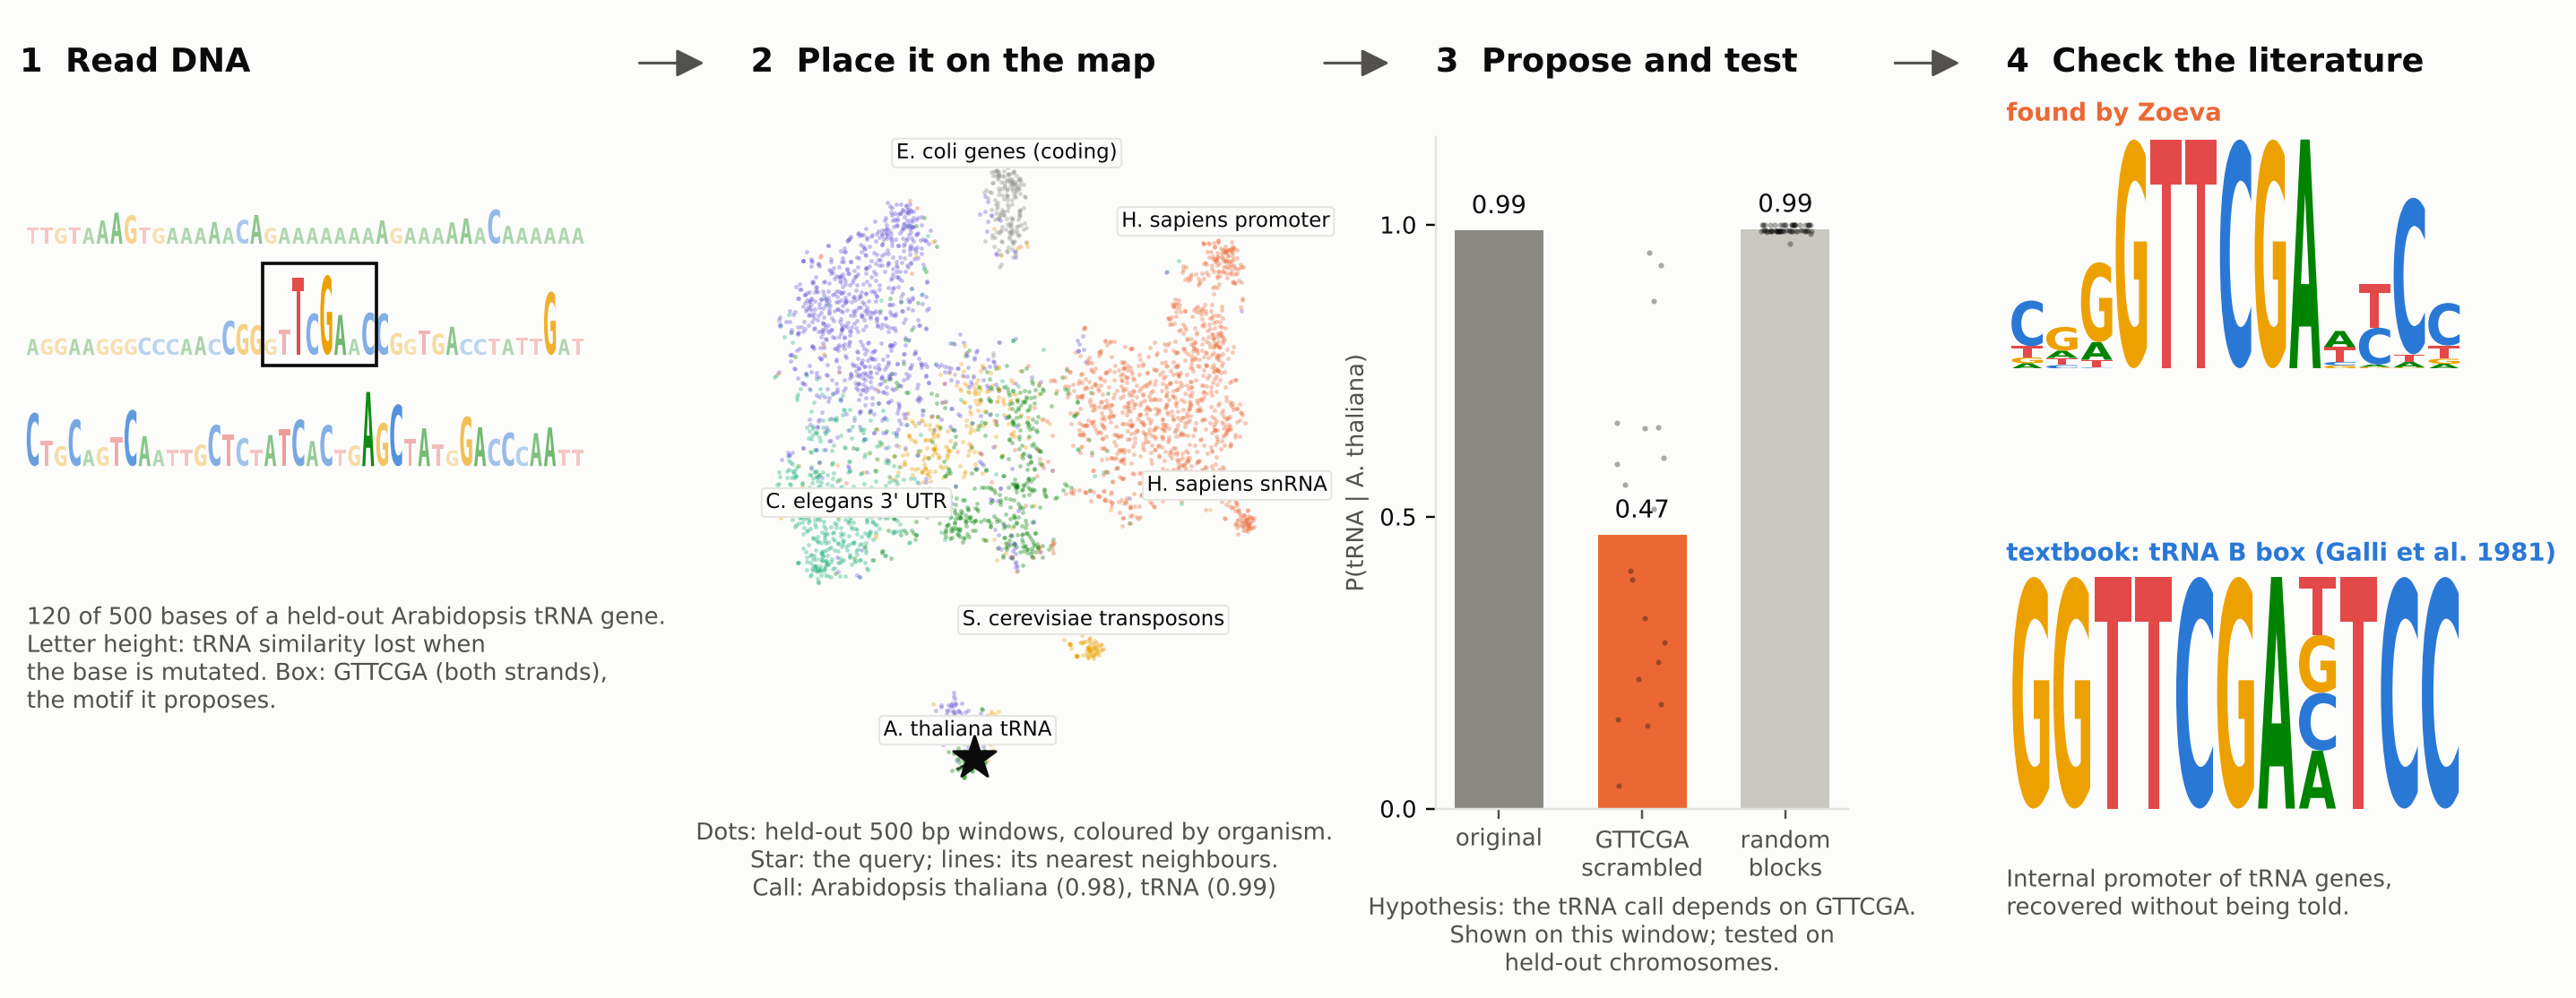 1 Read DNA
TTGTAAAGTGAAAAACAGAAAAAAAAGAAAAAACAAAAAA
AGGAAGGGCCCAACCGGGTTCGAACCGGTGACCTATTGAT
CTGCAGTCAATTGCTCTATCACTGAGCTATGGACCCAATT
120 of 500 bases of a held-out Arabidopsis tRNA gene.
Letter height: tRNA similarity lost when
the base is mutated. Box: GTTCGA (both strands),
the motif it proposes.
2 Place it on the map
E. coli genes (coding)
H. sapiens promoter
C. elegans 3' UTR
H. sapiens snRNA
S. cerevisiae transposons
A. thaliana tRNA
Dots: held-out 500 bp windows, coloured by organism.
Star: the query; lines: its nearest neighbours.
Call: Arabidopsis thaliana (0.98), tRNA (0.99)
3 Propose and test
P(tRNA | A. thaliana)
1.0
0.5
0.0
0.99
0.47
0.99
original
GTTCGA
scrambled
random
blocks
Hypothesis: the tRNA call depends on GTTCGA.
Shown on this window; tested on
held-out chromosomes.
4 Check the literature
found by Zoeva
CGGGTTCGAATCC
textbook: tRNA B box (Galli et al. 1981)
GGTTCGATTCC
G
C
A
Internal promoter of tRNA genes,
recovered without being told.